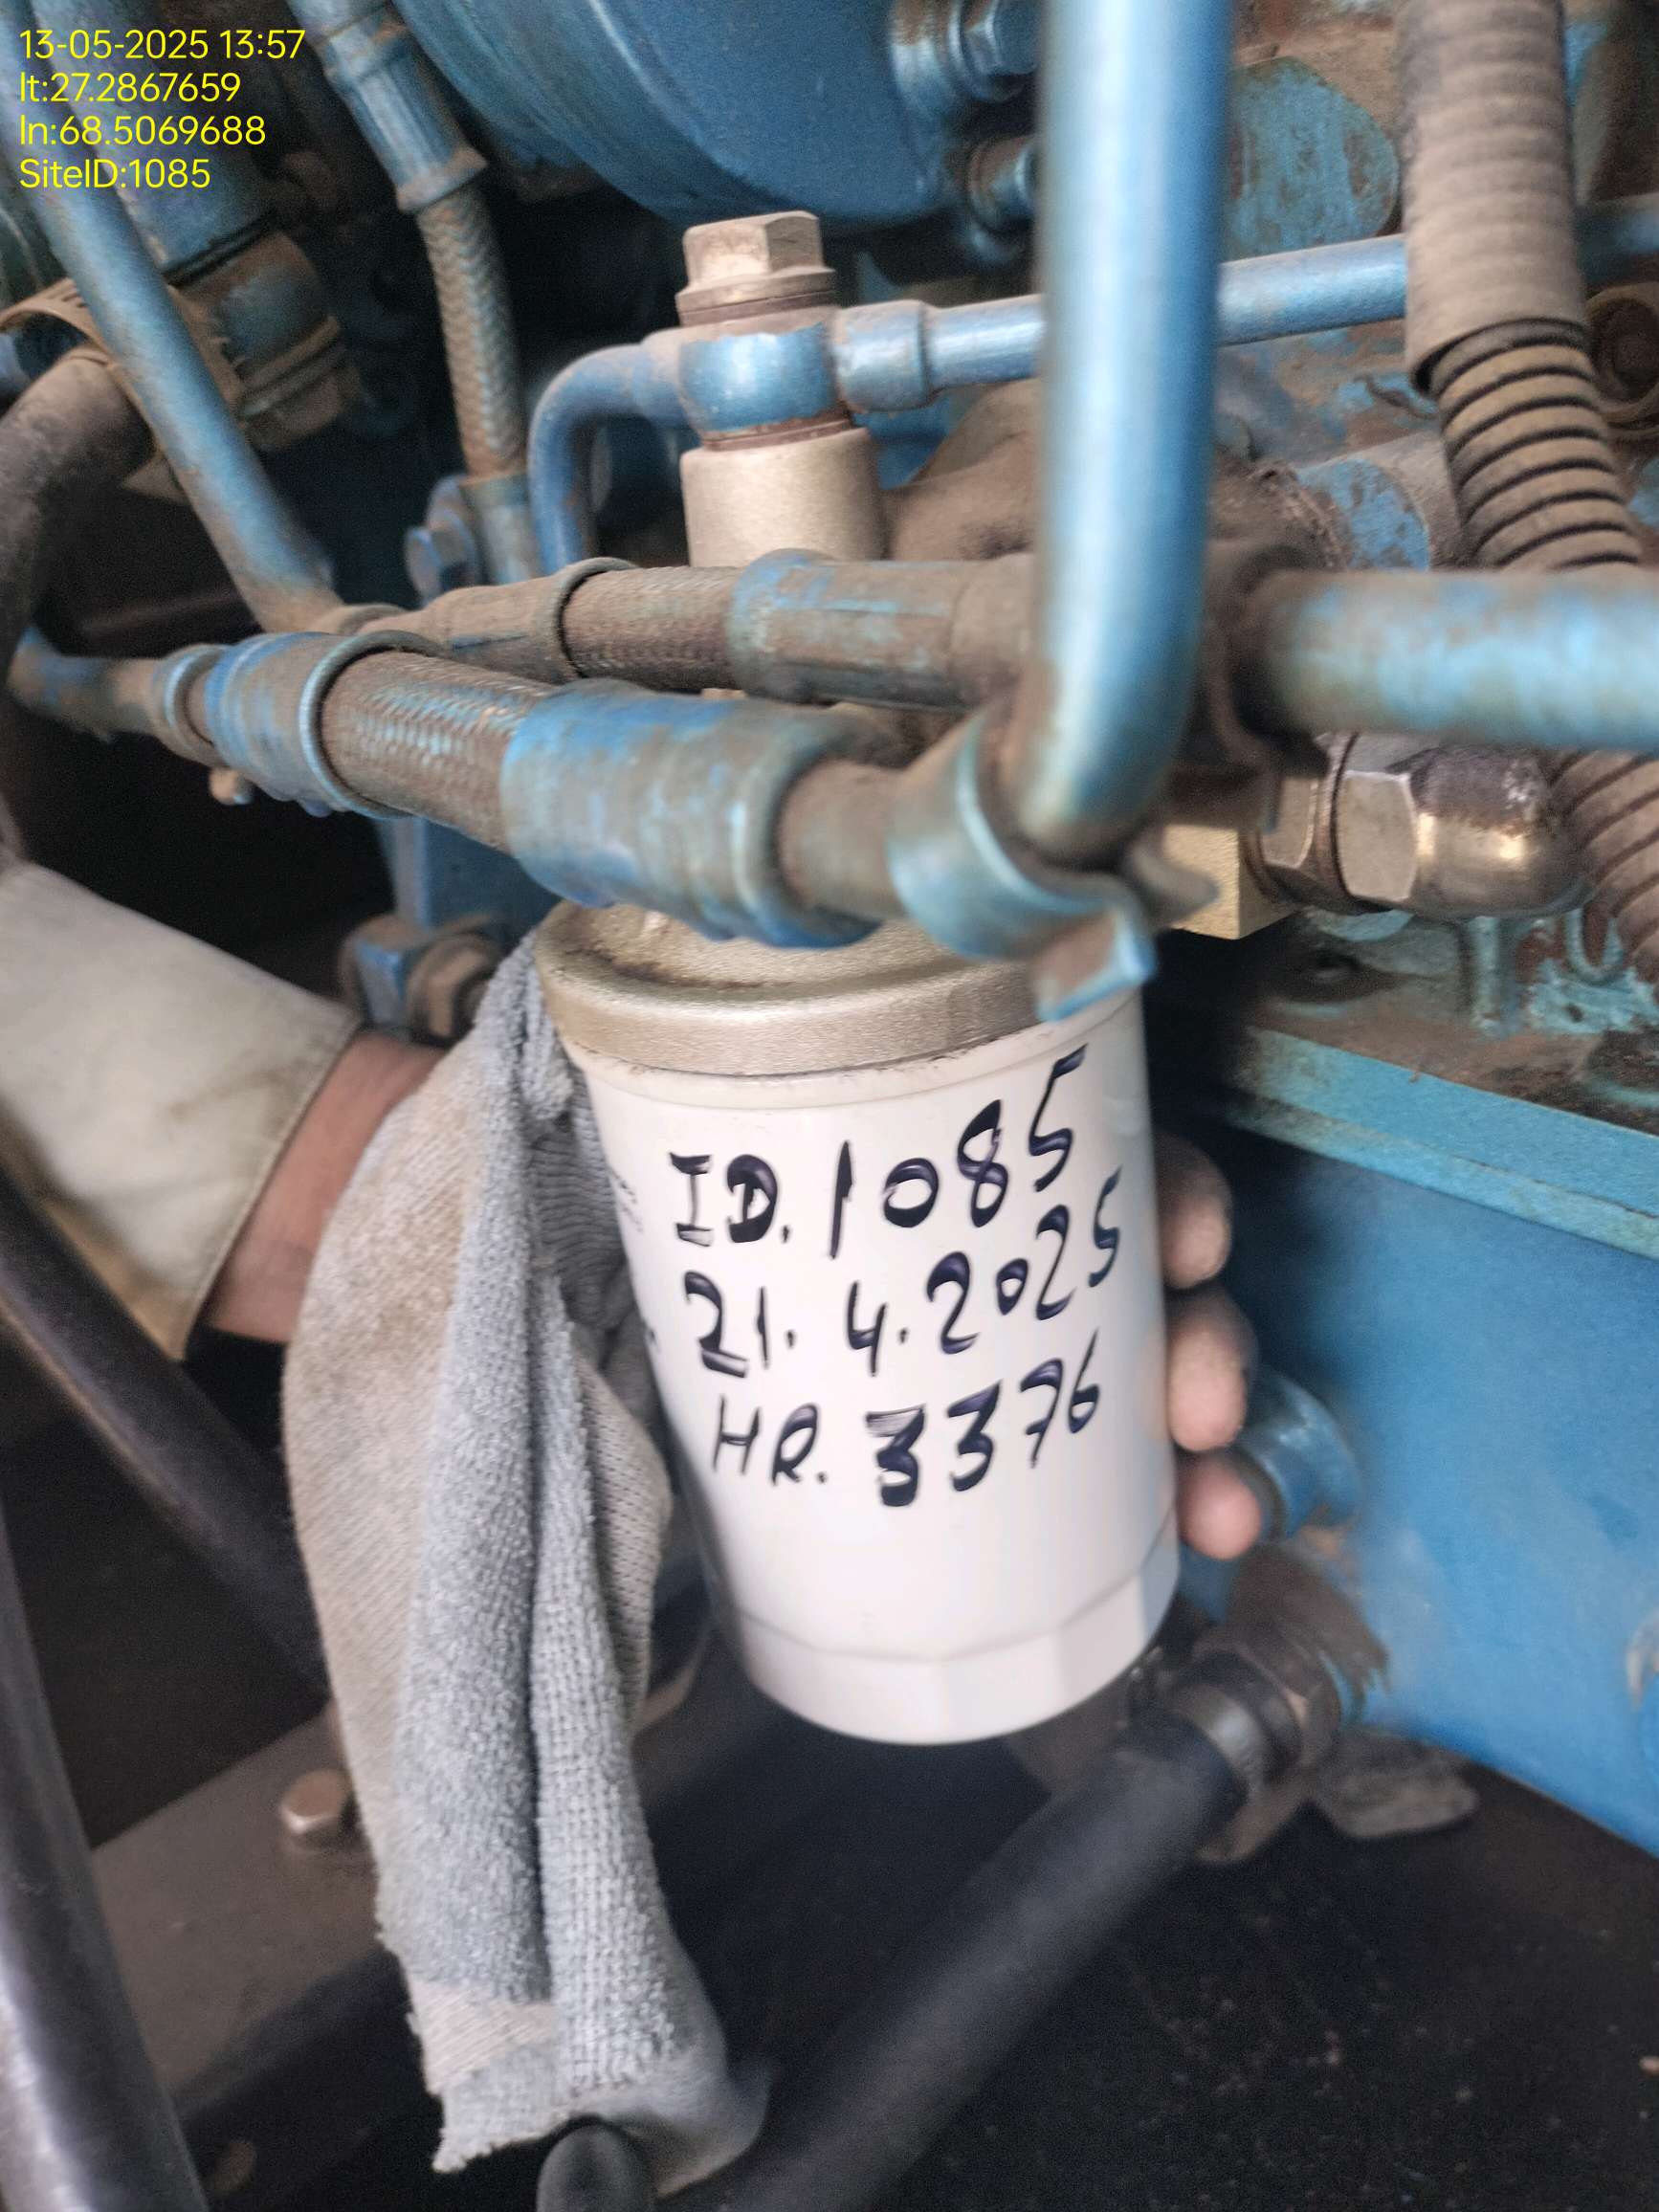 13-05-2025 13:57
lt:27.2867659
ln:68.5069688
SiteID:1085
ID. 1085
21. 4. 2025
HR. 3376